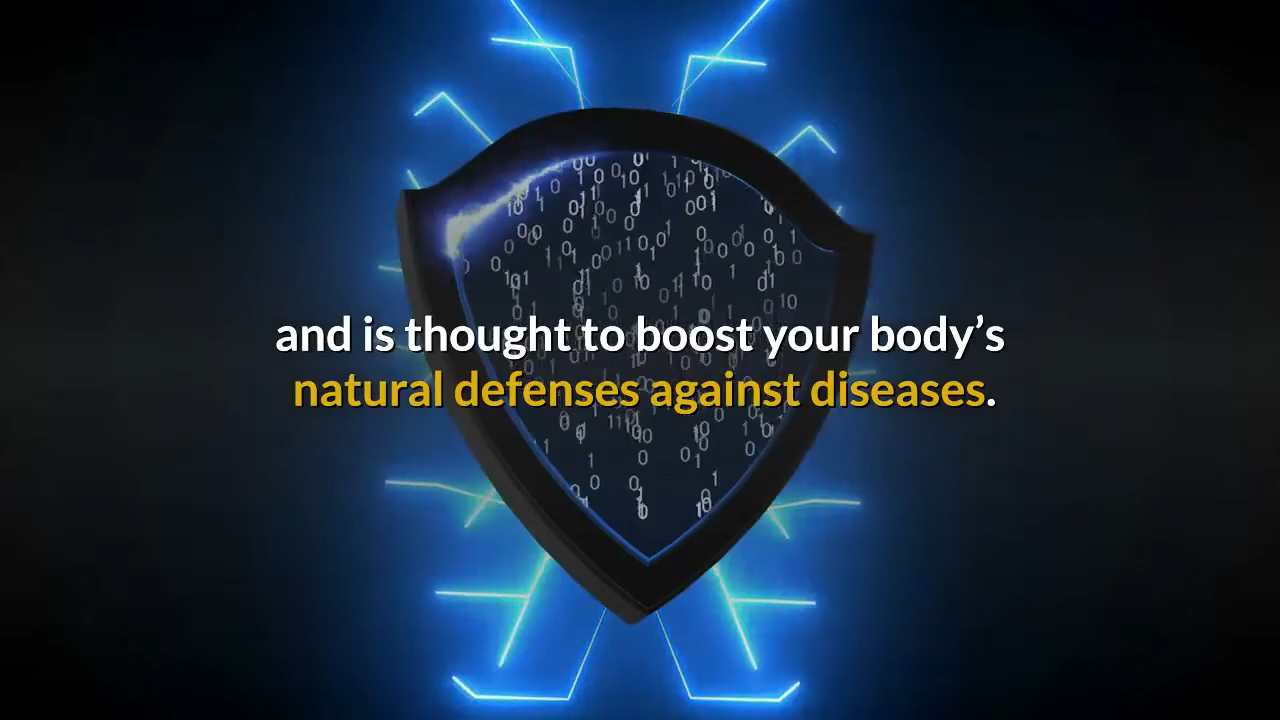 and is thought to boost your body’s
natural defenses against diseases.